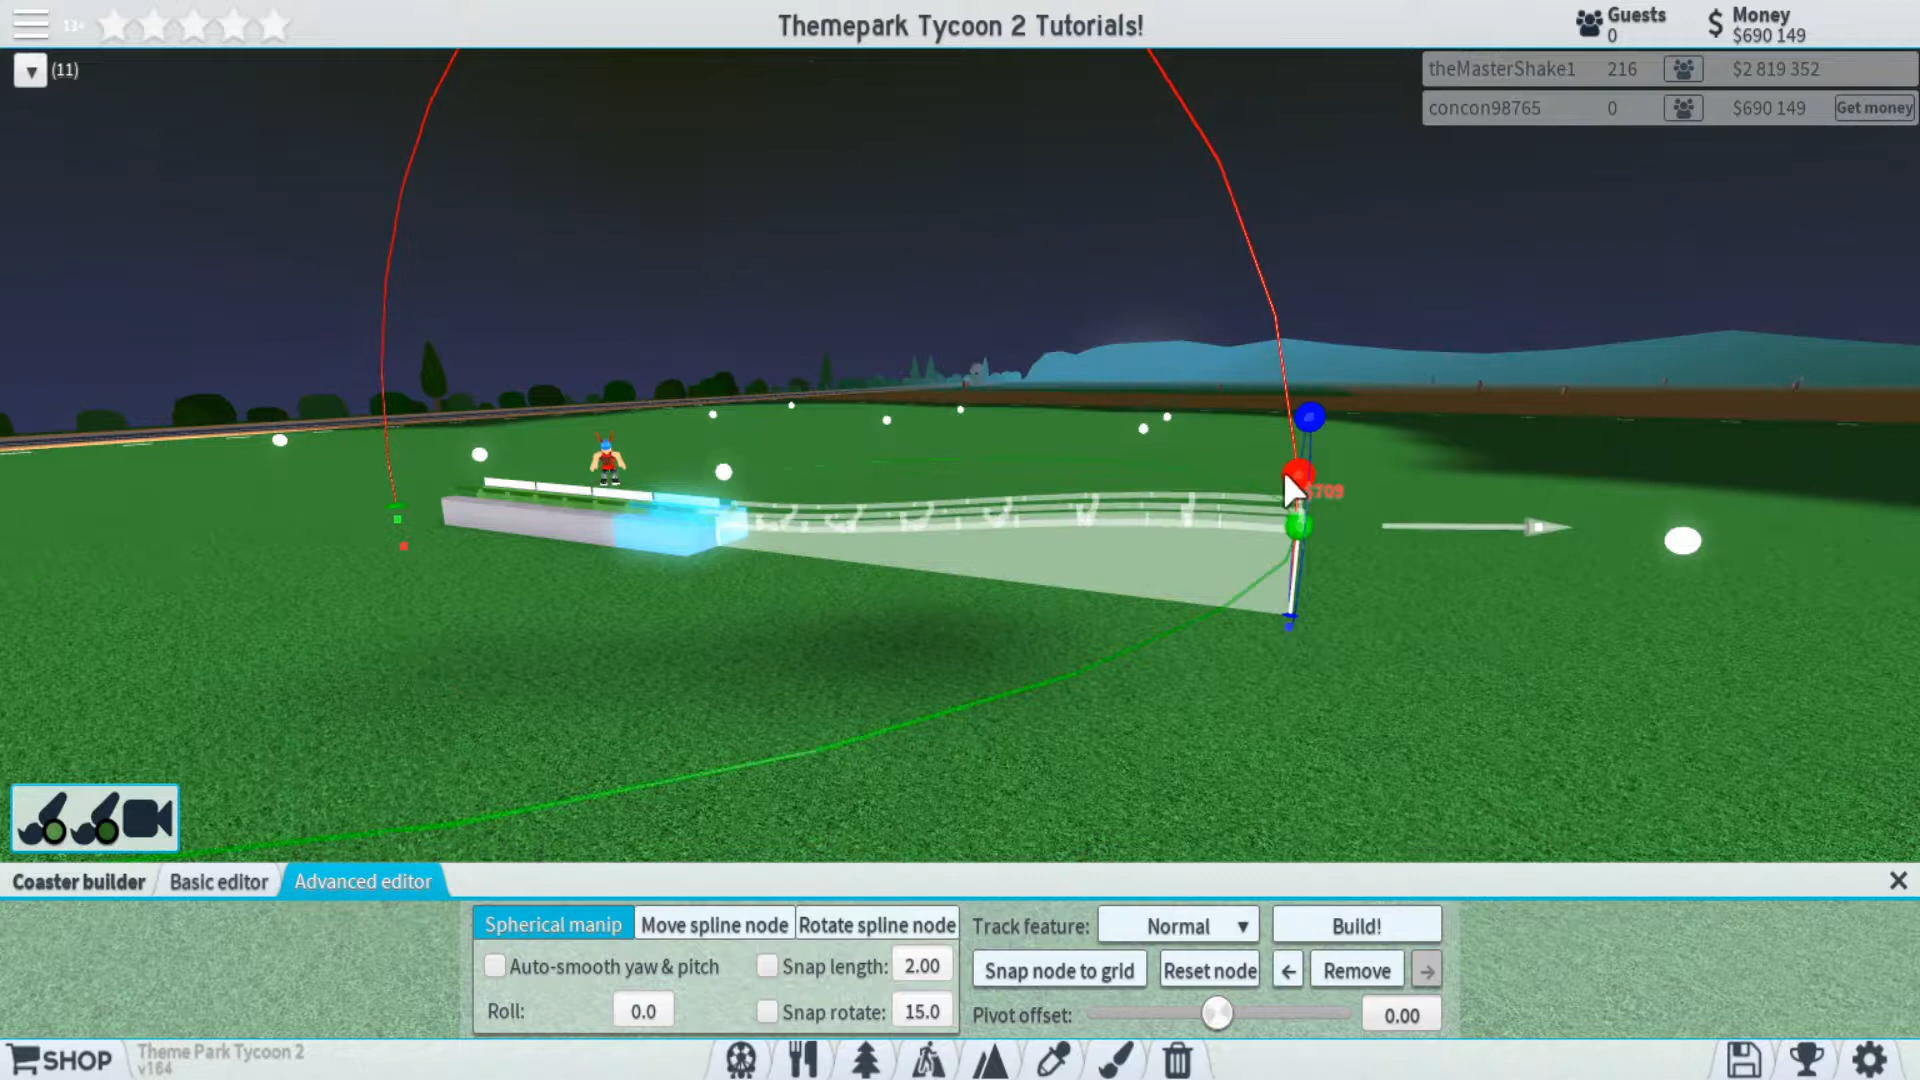 13+
Themepark Tycoon 2 Tutorials!
Guests
0
Money
$690 149
(11)
theMasterShake1 216 $2 819 352
concon98765 0 $690 149 Get money
Coaster builder Basic editor Advanced editor
Spherical manip Move spline node Rotate spline node Track feature: Normal Build!
Auto-smooth yaw & pitch Snap length: 2.00 Snap node to grid Reset node Remove
Roll: 0.0 Snap rotate: 15.0 Pivot offset: 0.00
SHOP
Theme Park Tycoon 2
v164